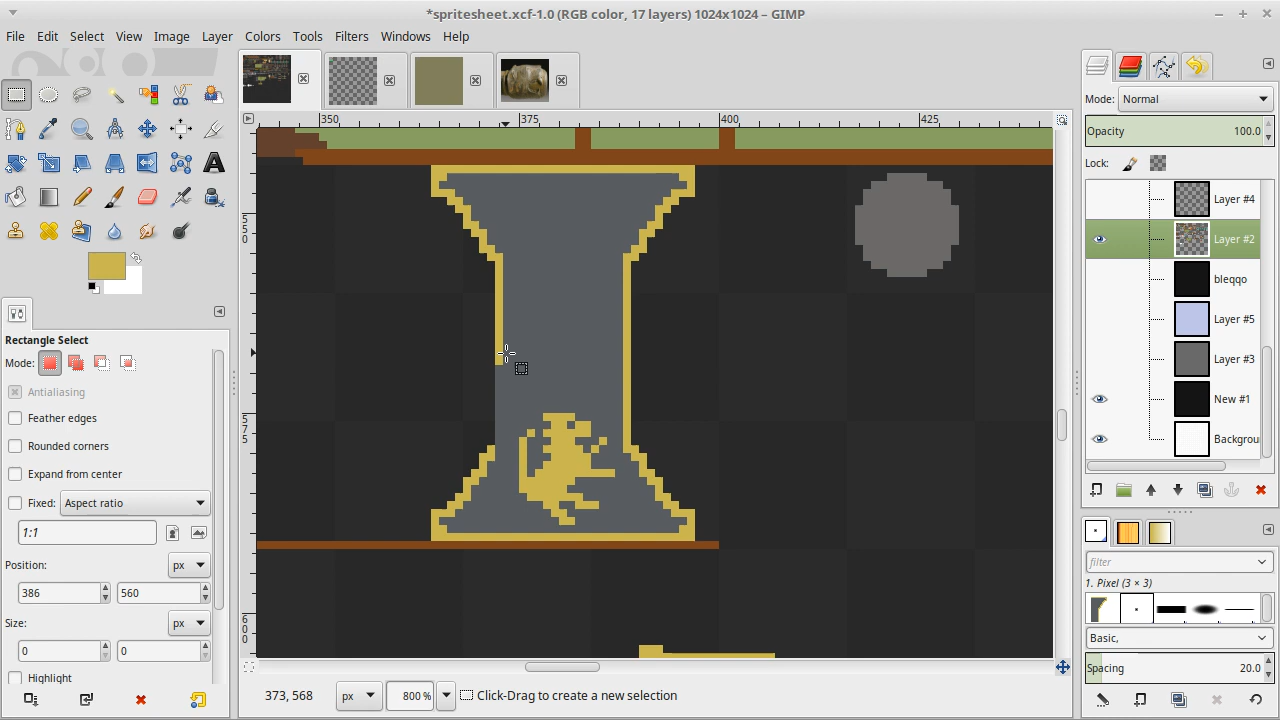 *spritesheet.xcf-1.0 (RGB color, 17 layers) 1024x1024 – GIMP
File Edit Select View Image Layer Colors Tools Filters Windows Help
Mode: Normal
Opacity 100.0
Lock:
350 375 400 425
550
575
600
Layer #4
Layer #2
bleqqo
Layer #5
Layer #3
New #1
Backgrou
Rectangle Select
Mode:
Antialiasing
Feather edges
Rounded corners
Expand from center
Fixed: Aspect ratio
1:1
Position: px
386 560
Size: px
0 0
Highlight
filter
1. Pixel (3 × 3)
Basic,
Spacing 20.0
373, 568 px 800 % Click-Drag to create a new selection